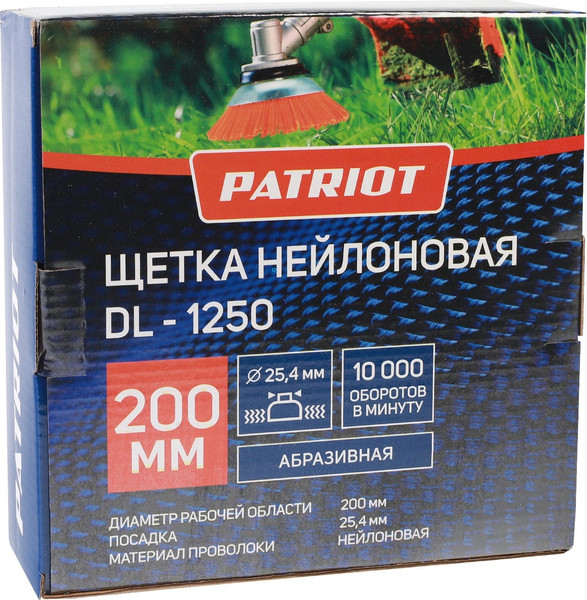 PATRIOT
ЩЕТКА НЕЙЛОНОВАЯ
DL - 1250
200 ММ
Ø 25,4 мм
10 000 ОБОРОТОВ В МИНУТУ
АБРАЗИВНАЯ
ДИАМЕТР РАБОЧЕЙ ОБЛАСТИ 200 мм
ПОСАДКА 25,4 мм
МАТЕРИАЛ ПРОВОЛОКИ НЕЙЛОНОВАЯ
PATRIOT